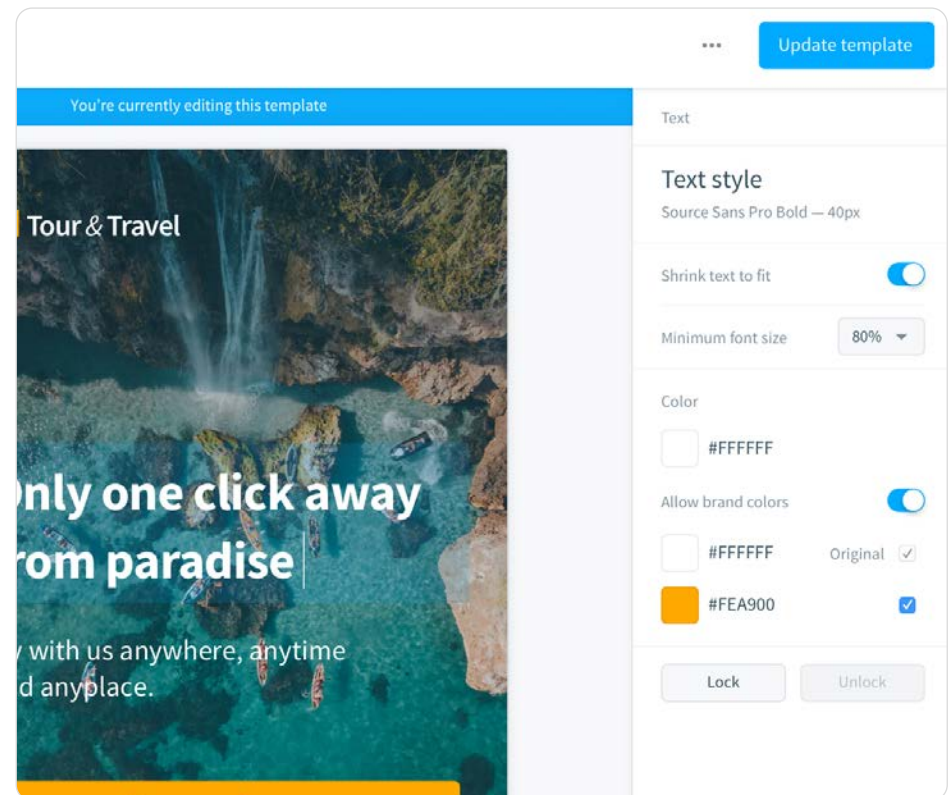 Update template
You're currently editing this template
Text
Text style
Source Sans Pro Bold — 40px
Tour & Travel
Shrink text to fit
Minimum font size 80%
Color
#FFFFFF
Only one click away
from paradise
Allow brand colors
#FFFFFF Original
#FEA900
with us anywhere, anytime
anyplace.
Lock Unlock